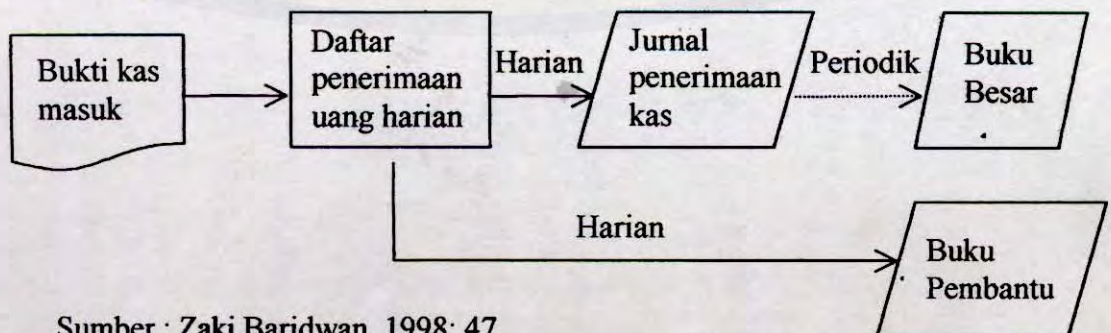 Bukti kas
masuk
Daftar
penerimaan
uang harian
Harian
Jurnal
penerimaan
kas
Periodik
Buku
Besar
Harian
Buku
Pembantu
Sumber : Zaki Baridwan, 1998: 47